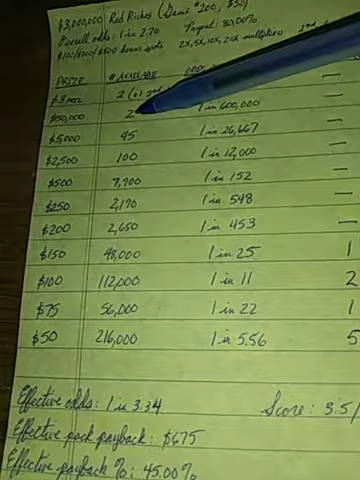 $3,000,000 Red Riches (Game #200, $50)
Overall odds: 1 in 2.70 Payout: 80.00%
$100/$200/$500 bonus spots 2X, 5X, 10X, 20X multipliers 2nd
PRIZE # AVAILABLE ODDS
$3 mil 2 (+1 2nd
$50,000 2 1 in 600,000
$5,000 45 1 in 26,667 —
$2,500 100 1 in 12,000 —
$500 7,900 1 in 152 —
$250 2,190 1 in 548 —
$200 2,650 1 in 453 —
$150 48,000 1 in 25 1
$100 112,000 1 in 11 2
$75 56,000 1 in 22 1
$50 216,000 1 in 5.56 5
Effective odds: 1 in 3.34 Score: 3.5/
Effective pack payback: $675
Effective payback %: 45.00%